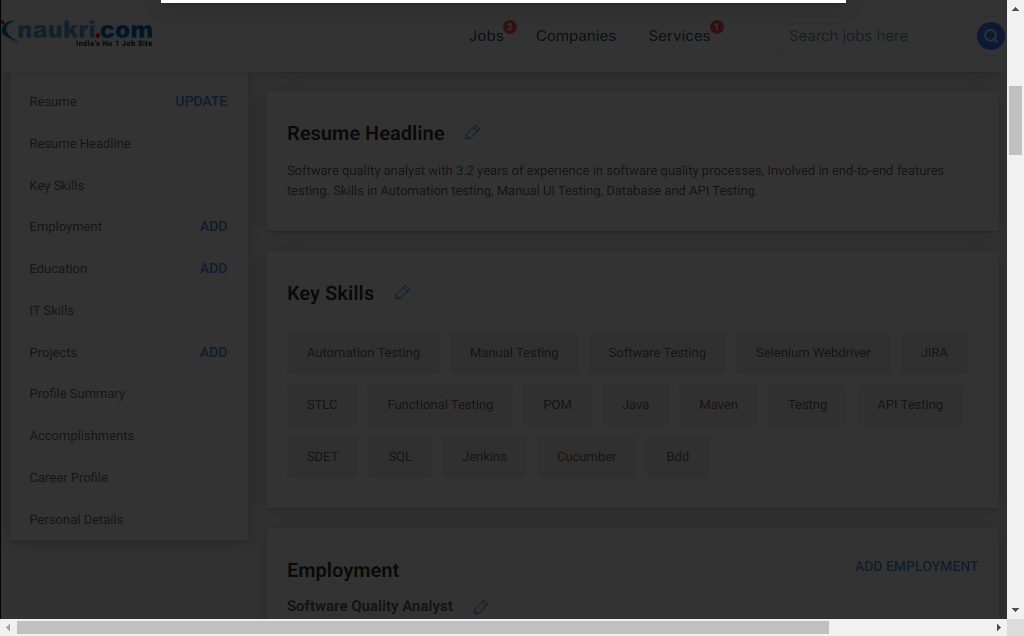 naukri.com
India's No 1 Job Site
Jobs 2 Companies Services 1 Search jobs here
Resume UPDATE
Resume Headline
Key Skills
Employment ADD
Education ADD
IT Skills
Projects ADD
Profile Summary
Accomplishments
Career Profile
Personal Details
Resume Headline
Software quality analyst with 3.2 years of experience in software quality processes, Involved in end-to-end features
testing. Skills in Automation testing, Manual UI Testing, Database and API Testing.
Key Skills
Automation Testing Manual Testing Software Testing Selenium Webdriver JIRA
STLC Functional Testing POM Java Maven Testng API Testing
SDET SQL Jenkins Cucumber Bdd
Employment ADD EMPLOYMENT
Software Quality Analyst